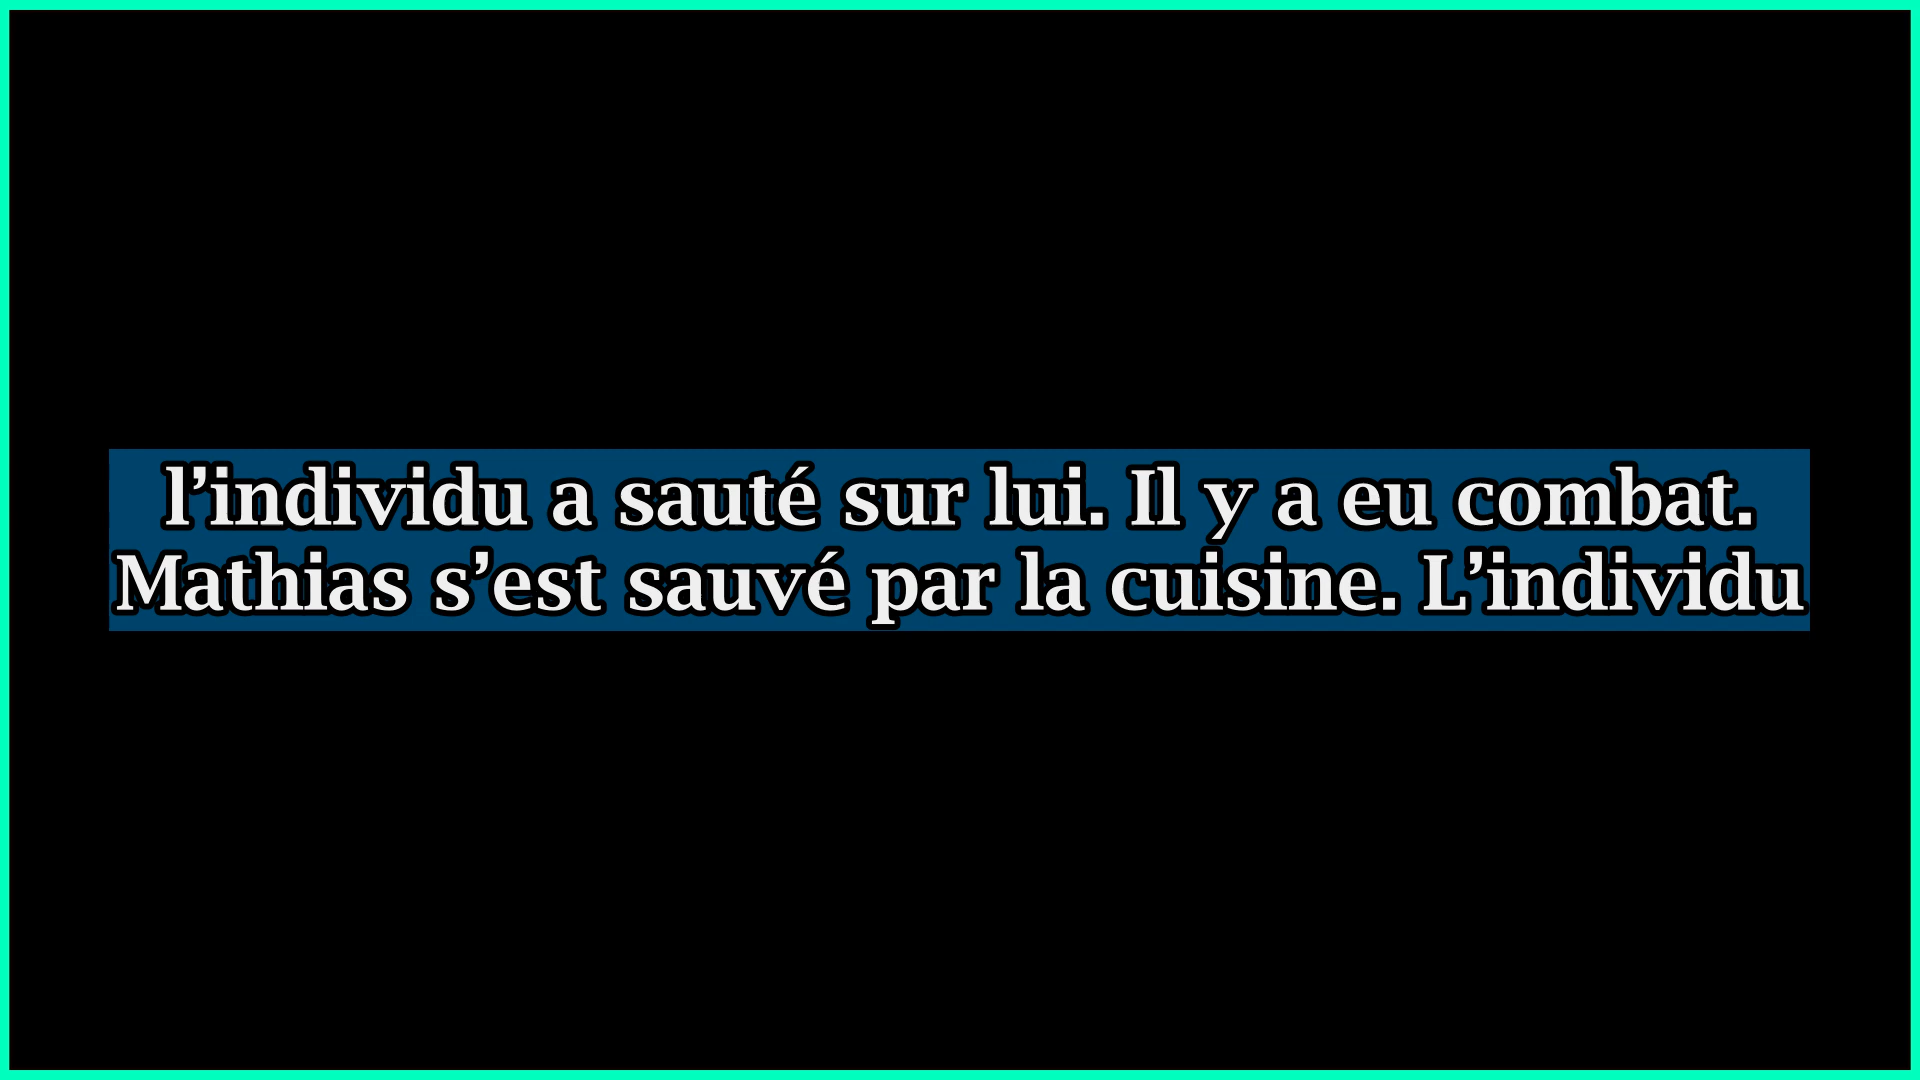 l’individu a sauté sur lui. Il y a eu combat.
Mathias s’est sauvé par la cuisine. L’individu